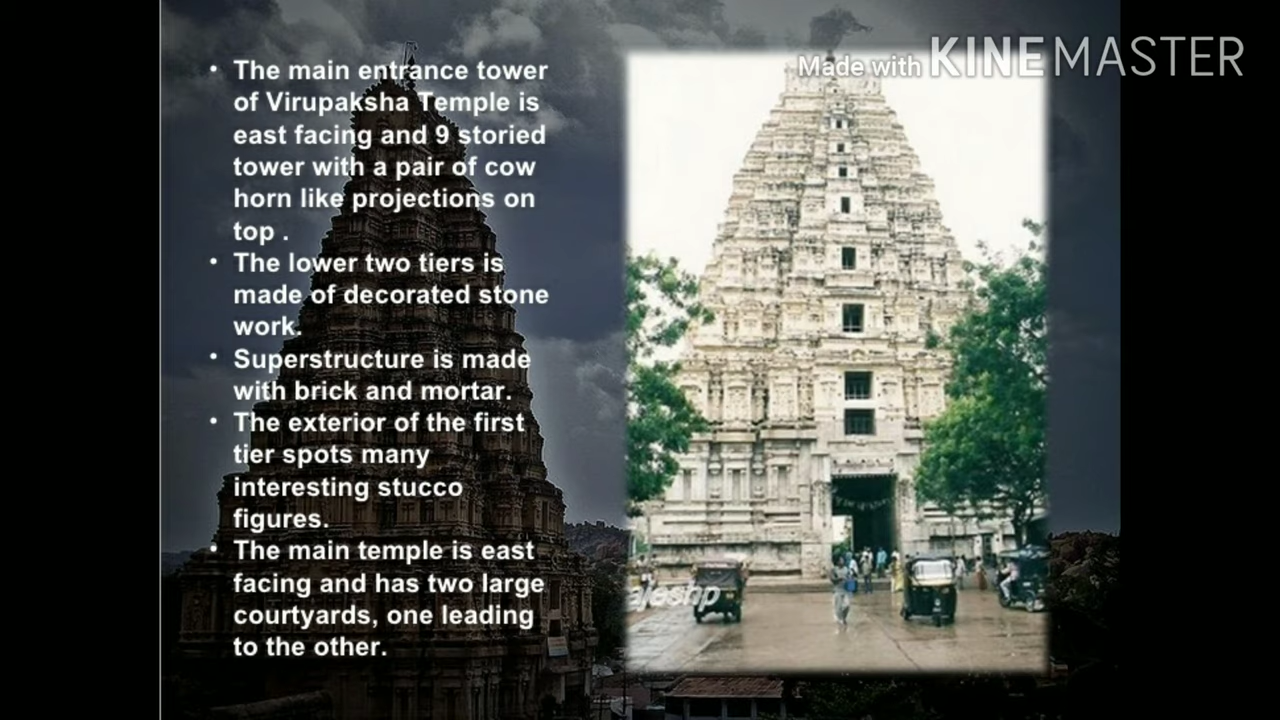 Made with KINEMASTER
• The main entrance tower
of Virupaksha Temple is
east facing and 9 storied
tower with a pair of cow
horn like projections on
top .
• The lower two tiers is
made of decorated stone
work.
• Superstructure is made
with brick and mortar.
• The exterior of the first
tier spots many
interesting stucco
figures.
• The main temple is east
facing and has two large
courtyards, one leading
to the other.